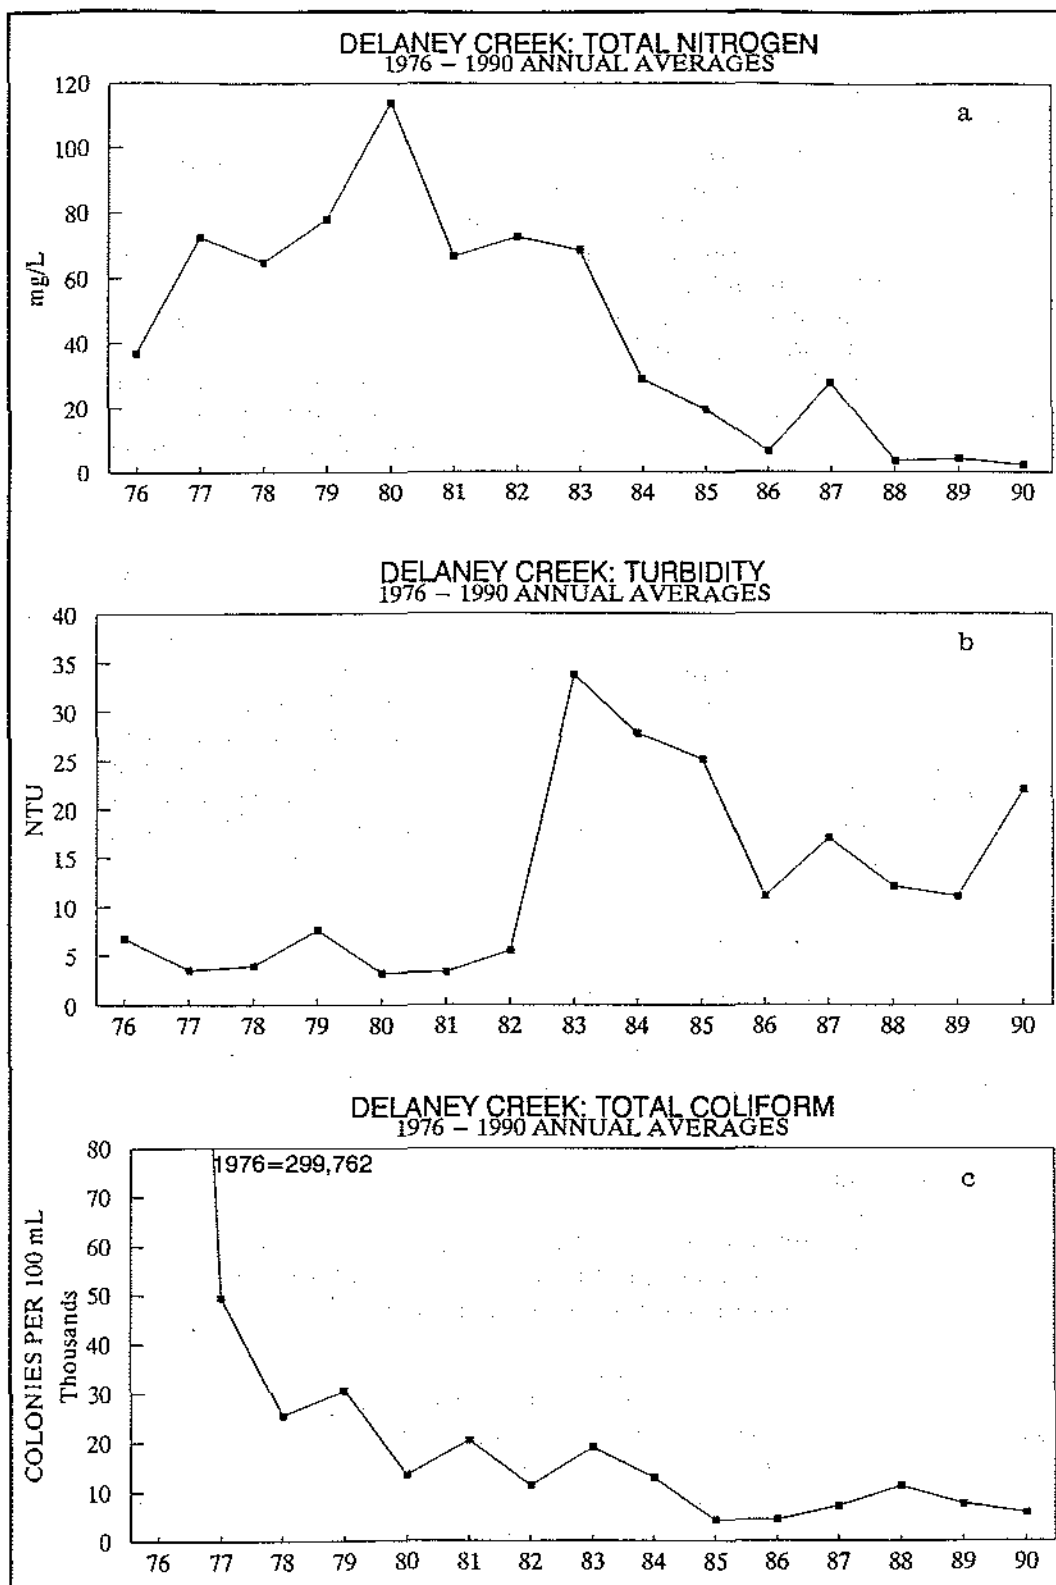 DELANEY CREEK: TOTAL NITROGEN
1976 – 1990 ANNUAL AVERAGES
a
mg/L
120
100
80
60
40
20
0
76 77 78 79 80 81 82 83 84 85 86 87 88 89 90
DELANEY CREEK: TURBIDITY
1976 – 1990 ANNUAL AVERAGES
b
NTU
40
35
30
25
20
15
10
5
0
76 77 78 79 80 81 82 83 84 85 86 87 88 89 90
DELANEY CREEK: TOTAL COLIFORM
1976 – 1990 ANNUAL AVERAGES
1976=299,762
c
COLONIES PER 100 mL
Thousands
80
70
60
50
40
30
20
10
0
76 77 78 79 80 81 82 83 84 85 86 87 88 89 90